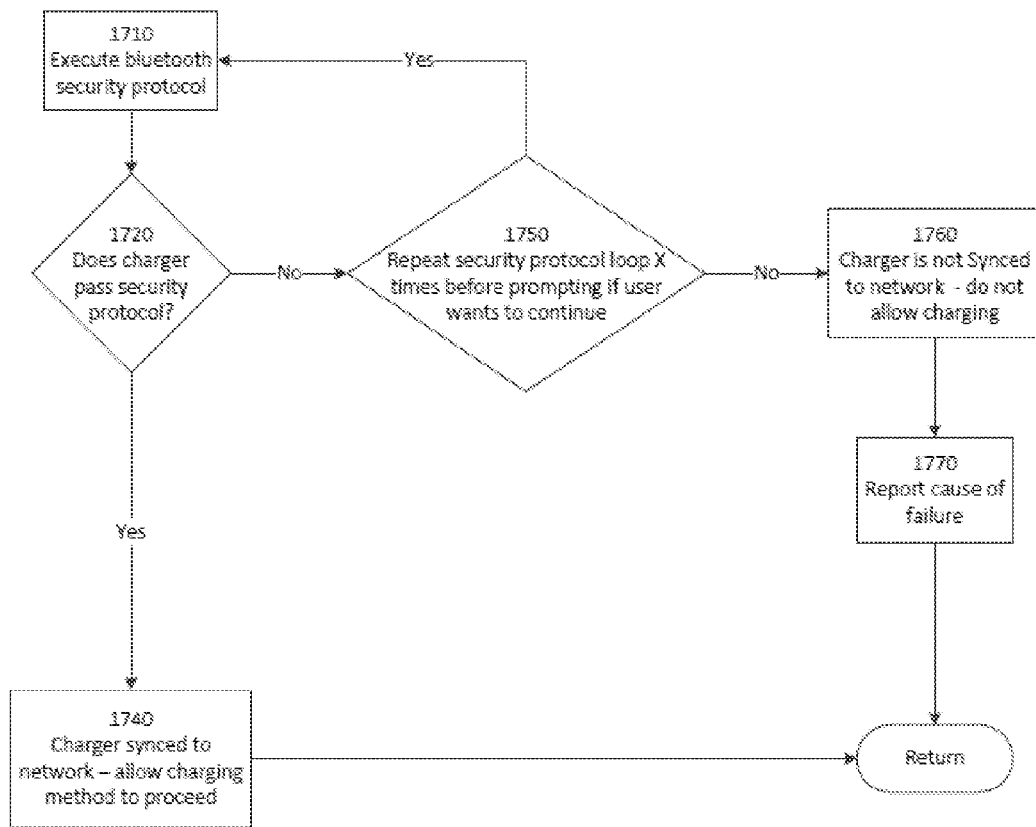 1710
Execute bluetooth
security protocol
Yes
1720
Does charger
pass security
protocol?
No
1750
Repeat security protocol loop X
times before prompting if user
wants to continue
No
1760
Charger is not Synced
to network - do not
allow charging
1770
Report cause of
failure
Yes
1740
Charger synced to
network – allow charging
method to proceed
Return